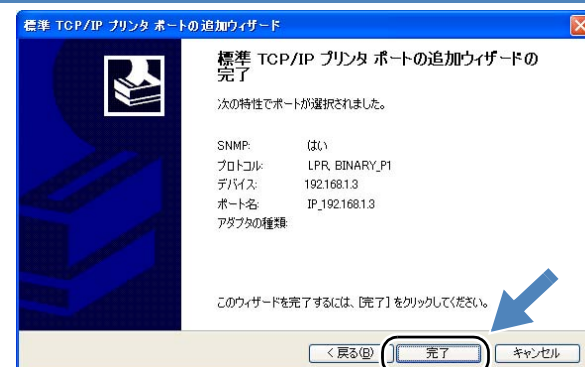 標準 TCP/IP プリンタ ポートの追加ウィザード
標準 TCP/IP プリンタ ポートの追加ウィザードの
完了
次の特性でポートが選択されました。
SNMP: はい
プロトコル: LPR, BINARY_P1
デバイス: 192.168.1.3
ポート名: IP_192.168.1.3
アダプタの種類:
このウィザードを完了するには、[完了] をクリックしてください。
< 戻る(B) 完了 キャンセル